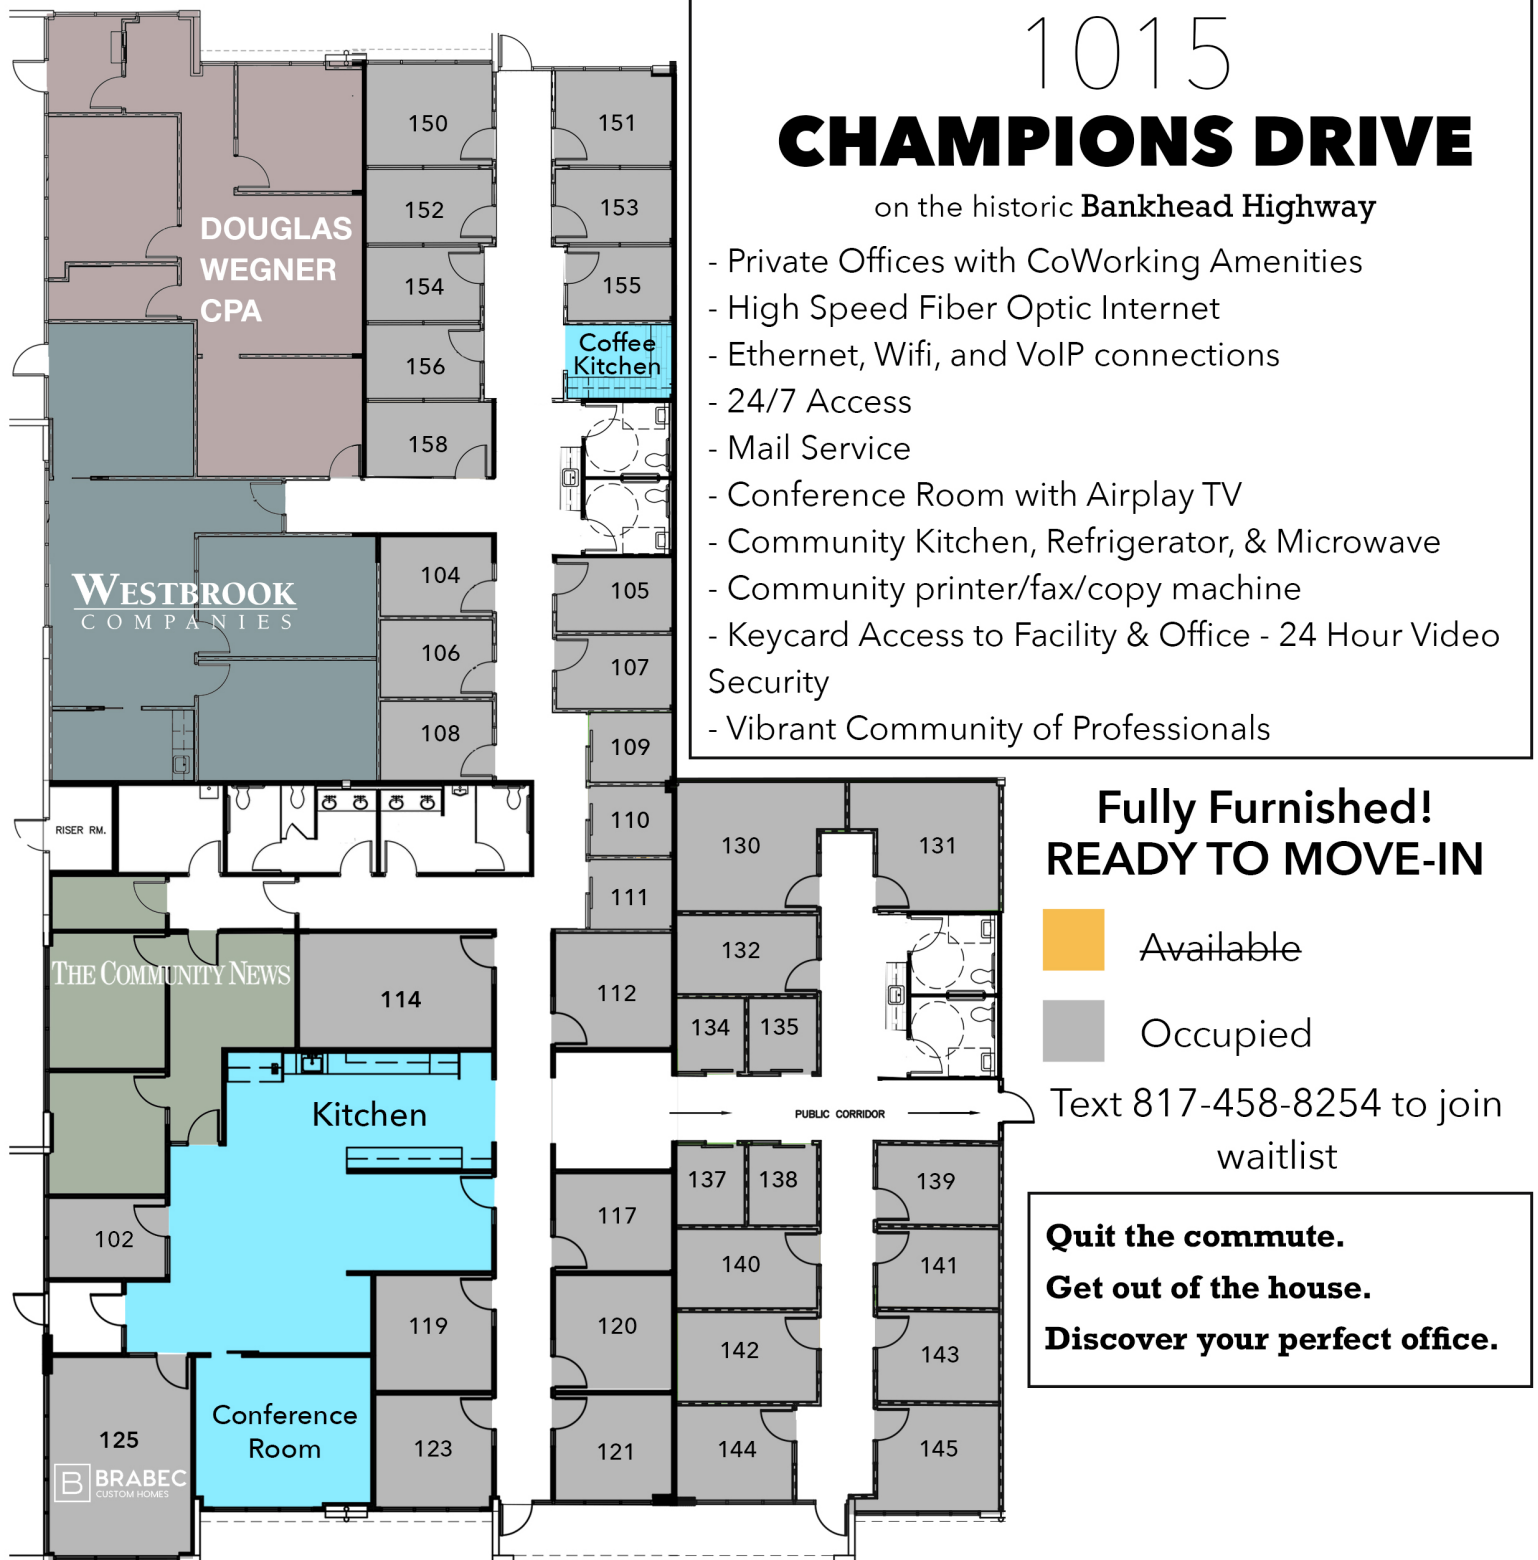 1015
CHAMPIONS DRIVE
on the historic Bankhead Highway
- Private Offices with CoWorking Amenities
- High Speed Fiber Optic Internet
- Ethernet, Wifi, and VoIP connections
- 24/7 Access
- Mail Service
- Conference Room with Airplay TV
- Community Kitchen, Refrigerator, & Microwave
- Community printer/fax/copy machine
- Keycard Access to Facility & Office - 24 Hour Video
Security
- Vibrant Community of Professionals
Fully Furnished!
READY TO MOVE-IN
Available
Occupied
Text 817-458-8254 to join
waitlist
Quit the commute.
Get out of the house.
Discover your perfect office.
DOUGLAS
WEGNER
CPA
150
151
152
153
154
155
156
Coffee
Kitchen
158
WESTBROOK
COMPANIES
104
105
106
107
108
109
110
111
RISER RM.
130
131
132
134
135
THE COMMUNITY NEWS
114
112
Kitchen
PUBLIC CORRIDOR
137
138
139
102
117
140
141
119
120
142
143
Conference
Room
123
121
144
145
125
B BRABEC
CUSTOM HOMES